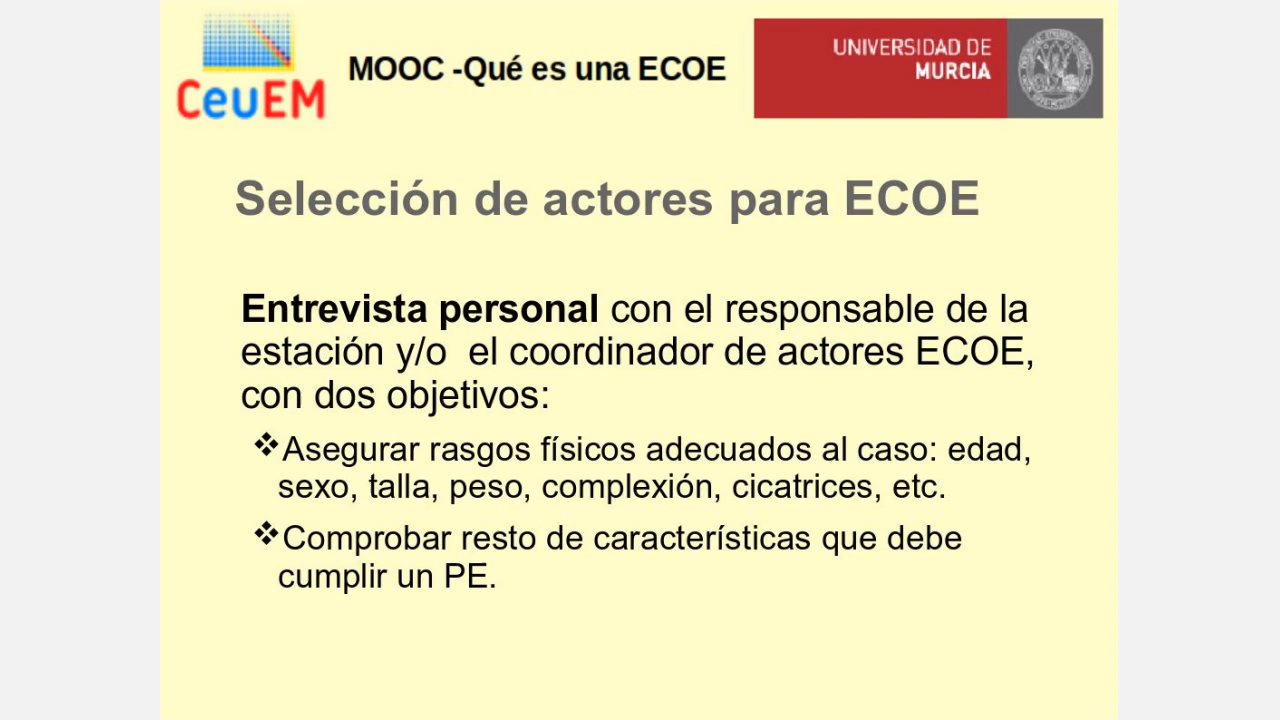 CeuEM
MOOC -Qué es una ECOE
UNIVERSIDAD DE
MURCIA
Selección de actores para ECOE
Entrevista personal con el responsable de la
estación y/o el coordinador de actores ECOE,
con dos objetivos:
❖Asegurar rasgos físicos adecuados al caso: edad,
sexo, talla, peso, complexión, cicatrices, etc.
❖Comprobar resto de características que debe
cumplir un PE.